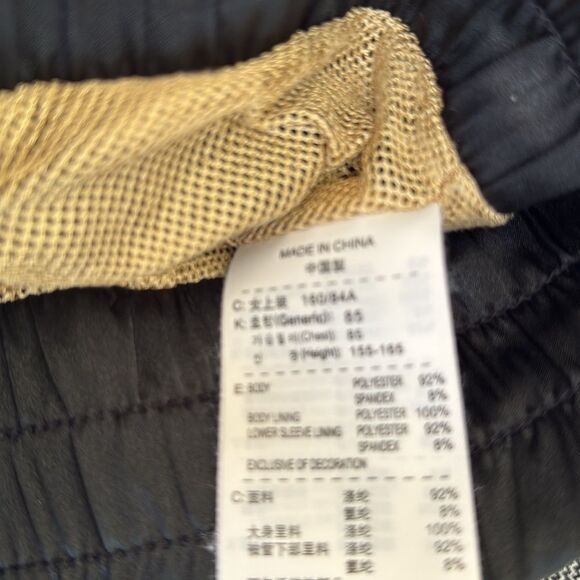 MADE IN CHINA
中国製
C: 女上装 160/84A
K: 호칭(Generic): 85
가슴둘레(Chest): 85
신 장(Height): 155-165
E: BODY POLYESTER 92%
SPANDEX 8%
BODY LINING POLYESTER 100%
LOWER SLEEVE LINING POLYESTER 92%
SPANDEX 8%
EXCLUSIVE OF DECORATION
C: 面料 涤纶 92%
氨纶 8%
大身里料 涤纶 100%
袖管下部里料 涤纶 92%
氨纶 8%